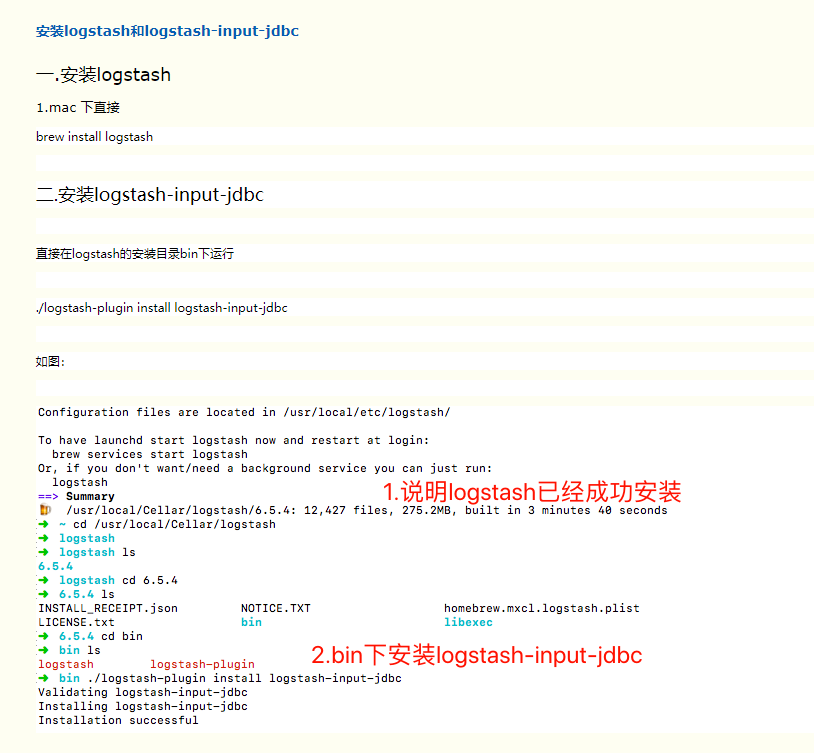 安装logstash和logstash-input-jdbc
一.安装logstash
1.mac 下直接
brew install logstash
二.安装logstash-input-jdbc
直接在logstash的安装目录bin下运行
./logstash-plugin install logstash-input-jdbc
如图:
Configuration files are located in /usr/local/etc/logstash/
To have launchd start logstash now and restart at login:
  brew services start logstash
Or, if you don't want/need a background service you can just run:
  logstash
==> Summary
1.说明logstash已经成功安装
🍺  /usr/local/Cellar/logstash/6.5.4: 12,427 files, 275.2MB, built in 3 minutes 40 seconds
➜ ~ cd /usr/local/Cellar/logstash
➜ logstash
➜ logstash ls
6.5.4
➜ logstash cd 6.5.4
➜ 6.5.4 ls
INSTALL_RECEIPT.json NOTICE.TXT homebrew.mxcl.logstash.plist
LICENSE.txt bin libexec
➜ 6.5.4 cd bin
➜ bin ls
2.bin下安装logstash-input-jdbc
logstash logstash-plugin
➜ bin ./logstash-plugin install logstash-input-jdbc
Validating logstash-input-jdbc
Installing logstash-input-jdbc
Installation successful